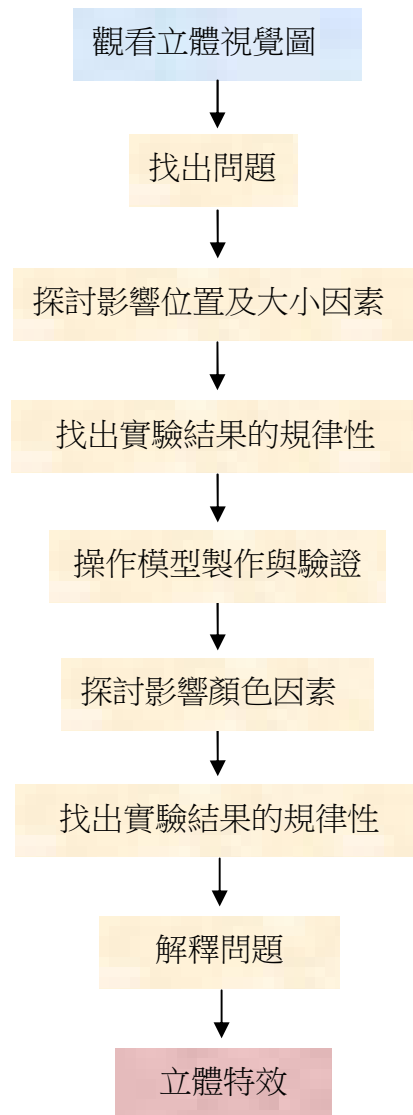 觀看立體視覺圖
找出問題
探討影響位置及大小因素
找出實驗結果的規律性
操作模型製作與驗證
探討影響顏色因素
找出實驗結果的規律性
解釋問題
立體特效